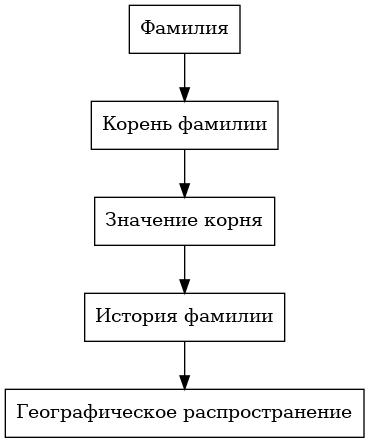 Фамилия
Корень фамилии
Значение корня
История фамилии
Географическое распространение